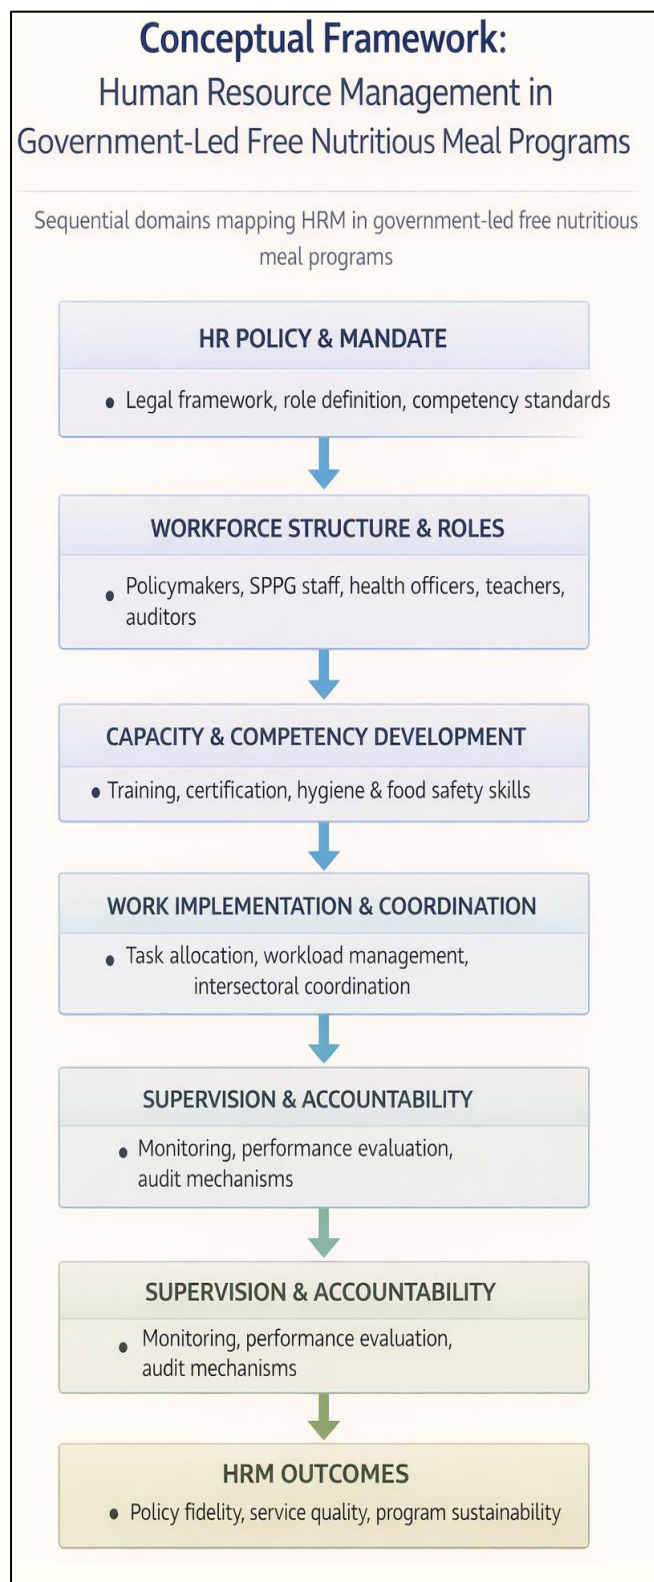 Conceptual Framework:
Human Resource Management in
Government-Led Free Nutritious Meal Programs
Sequential domains mapping HRM in government-led free nutritious
meal programs
HR POLICY & MANDATE
• Legal framework, role definition, competency standards
WORKFORCE STRUCTURE & ROLES
• Policymakers, SPPG staff, health officers, teachers,
auditors
CAPACITY & COMPETENCY DEVELOPMENT
• Training, certification, hygiene & food safety skills
WORK IMPLEMENTATION & COORDINATION
• Task allocation, workload management,
intersectoral coordination
SUPERVISION & ACCOUNTABILITY
• Monitoring, performance evaluation,
audit mechanisms
SUPERVISION & ACCOUNTABILITY
• Monitoring, performance evaluation,
audit mechanisms
HRM OUTCOMES
• Policy fidelity, service quality, program sustainability